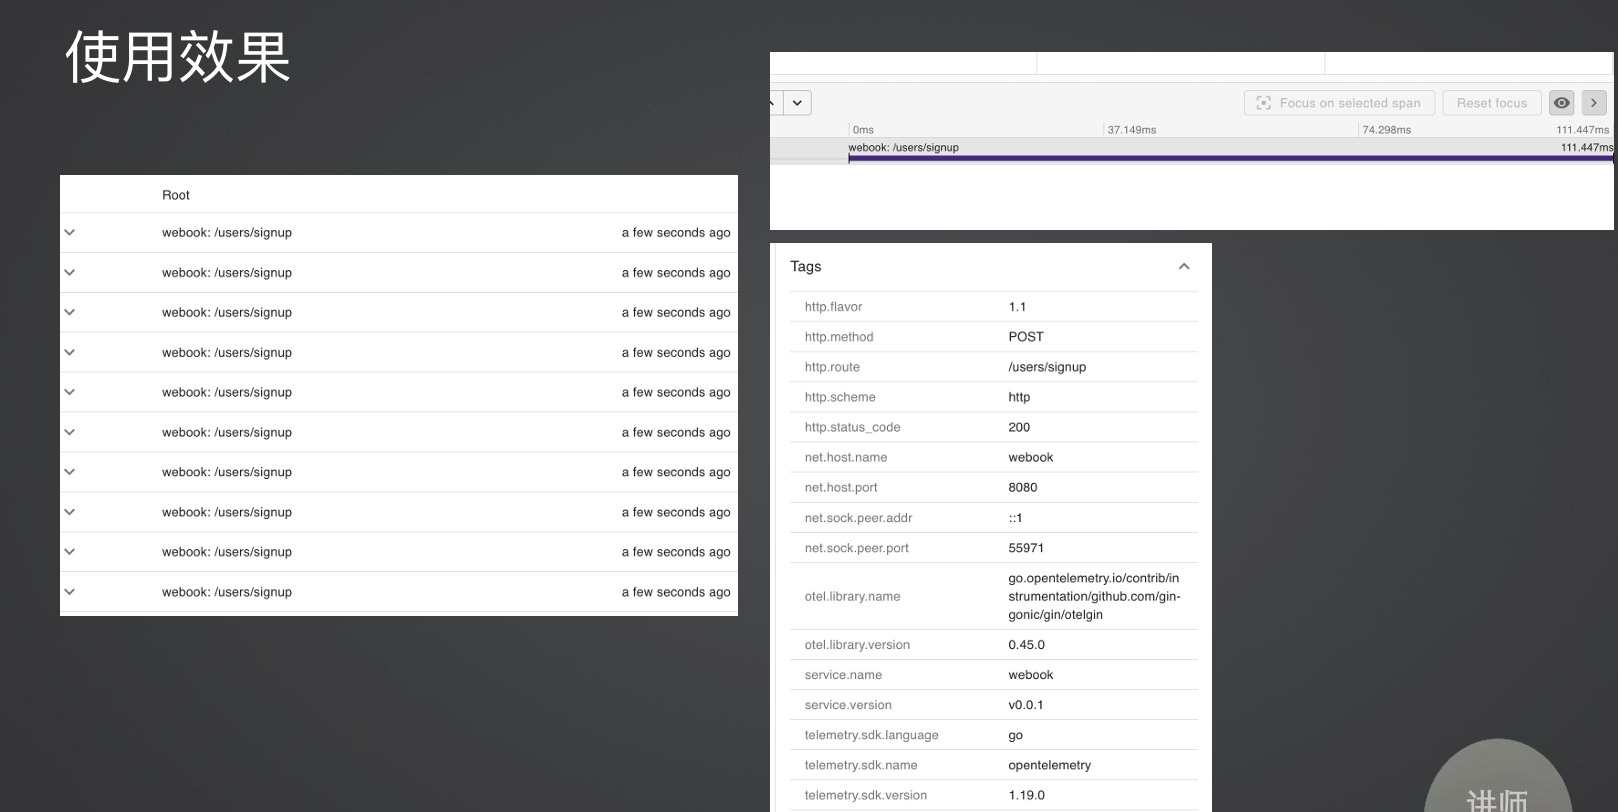 使用效果
Root
webook: /users/signup a few seconds ago
webook: /users/signup a few seconds ago
webook: /users/signup a few seconds ago
webook: /users/signup a few seconds ago
webook: /users/signup a few seconds ago
webook: /users/signup a few seconds ago
webook: /users/signup a few seconds ago
webook: /users/signup a few seconds ago
webook: /users/signup a few seconds ago
webook: /users/signup a few seconds ago
Focus on selected span Reset focus
0ms 37.149ms 74.298ms 111.447ms
webook: /users/signup 111.447ms
Tags
http.flavor 1.1
http.method POST
http.route /users/signup
http.scheme http
http.status_code 200
net.host.name webook
net.host.port 8080
net.sock.peer.addr ::1
net.sock.peer.port 55971
otel.library.name go.opentelemetry.io/contrib/in
strumentation/github.com/gin-
gonic/gin/otelgin
otel.library.version 0.45.0
service.name webook
service.version v0.0.1
telemetry.sdk.language go
telemetry.sdk.name opentelemetry
telemetry.sdk.version 1.19.0
讲师